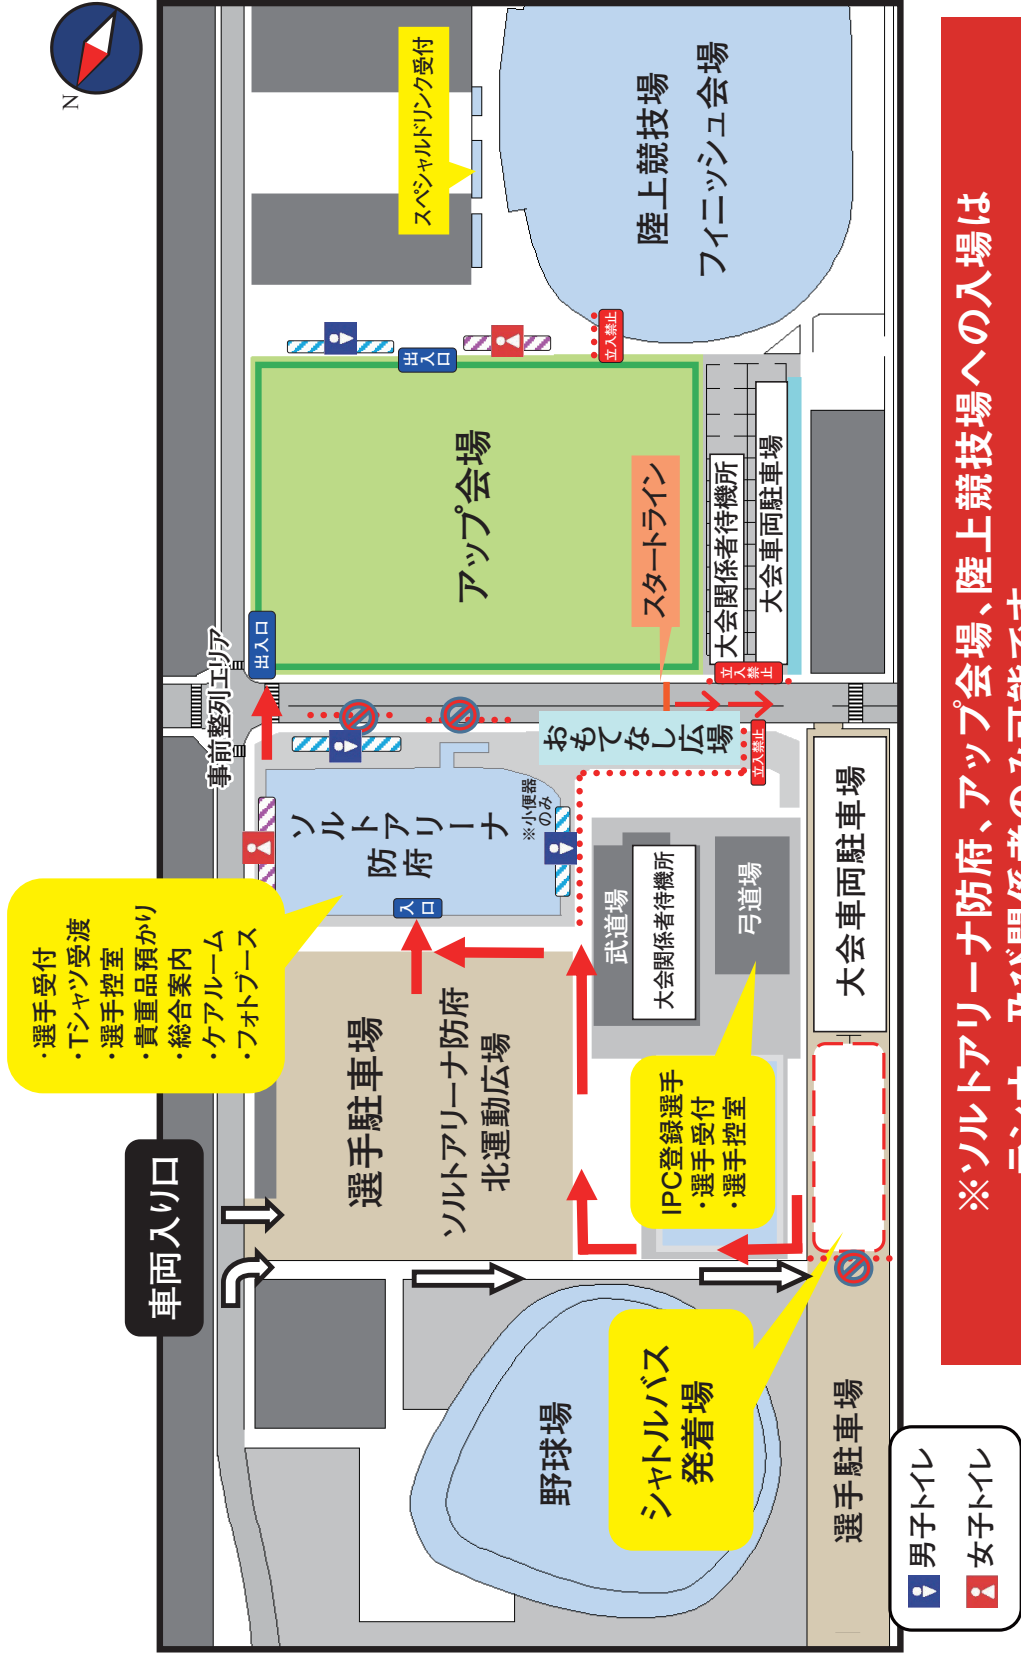 N
スペシャルドリンク受付
陸上競技場
フィニッシュ会場
出入口
立入禁止
アップ会場
スタートライン
大会関係者待機所
大会車両駐車場
事前整列エリア
出入口
立入
禁止
おもてなし広場
立入禁止
ソルトアリーナ
防府
※小便器
のみ
入口
武道場
大会関係者待機所
弓道場
大会車両駐車場
・選手受付
・Tシャツ受渡
・選手控室
・貴重品預かり
・総合案内
・ケアルーム
・フォトブース
選手駐車場
ソルトアリーナ防府
北運動広場
IPC登録選手
・選手受付
・選手控室
車両入り口
野球場
シャトルバス
発着場
選手駐車場
男子トイレ
女子トイレ
※ソルトアリーナ防府、アップ会場、陸上競技場への入場は